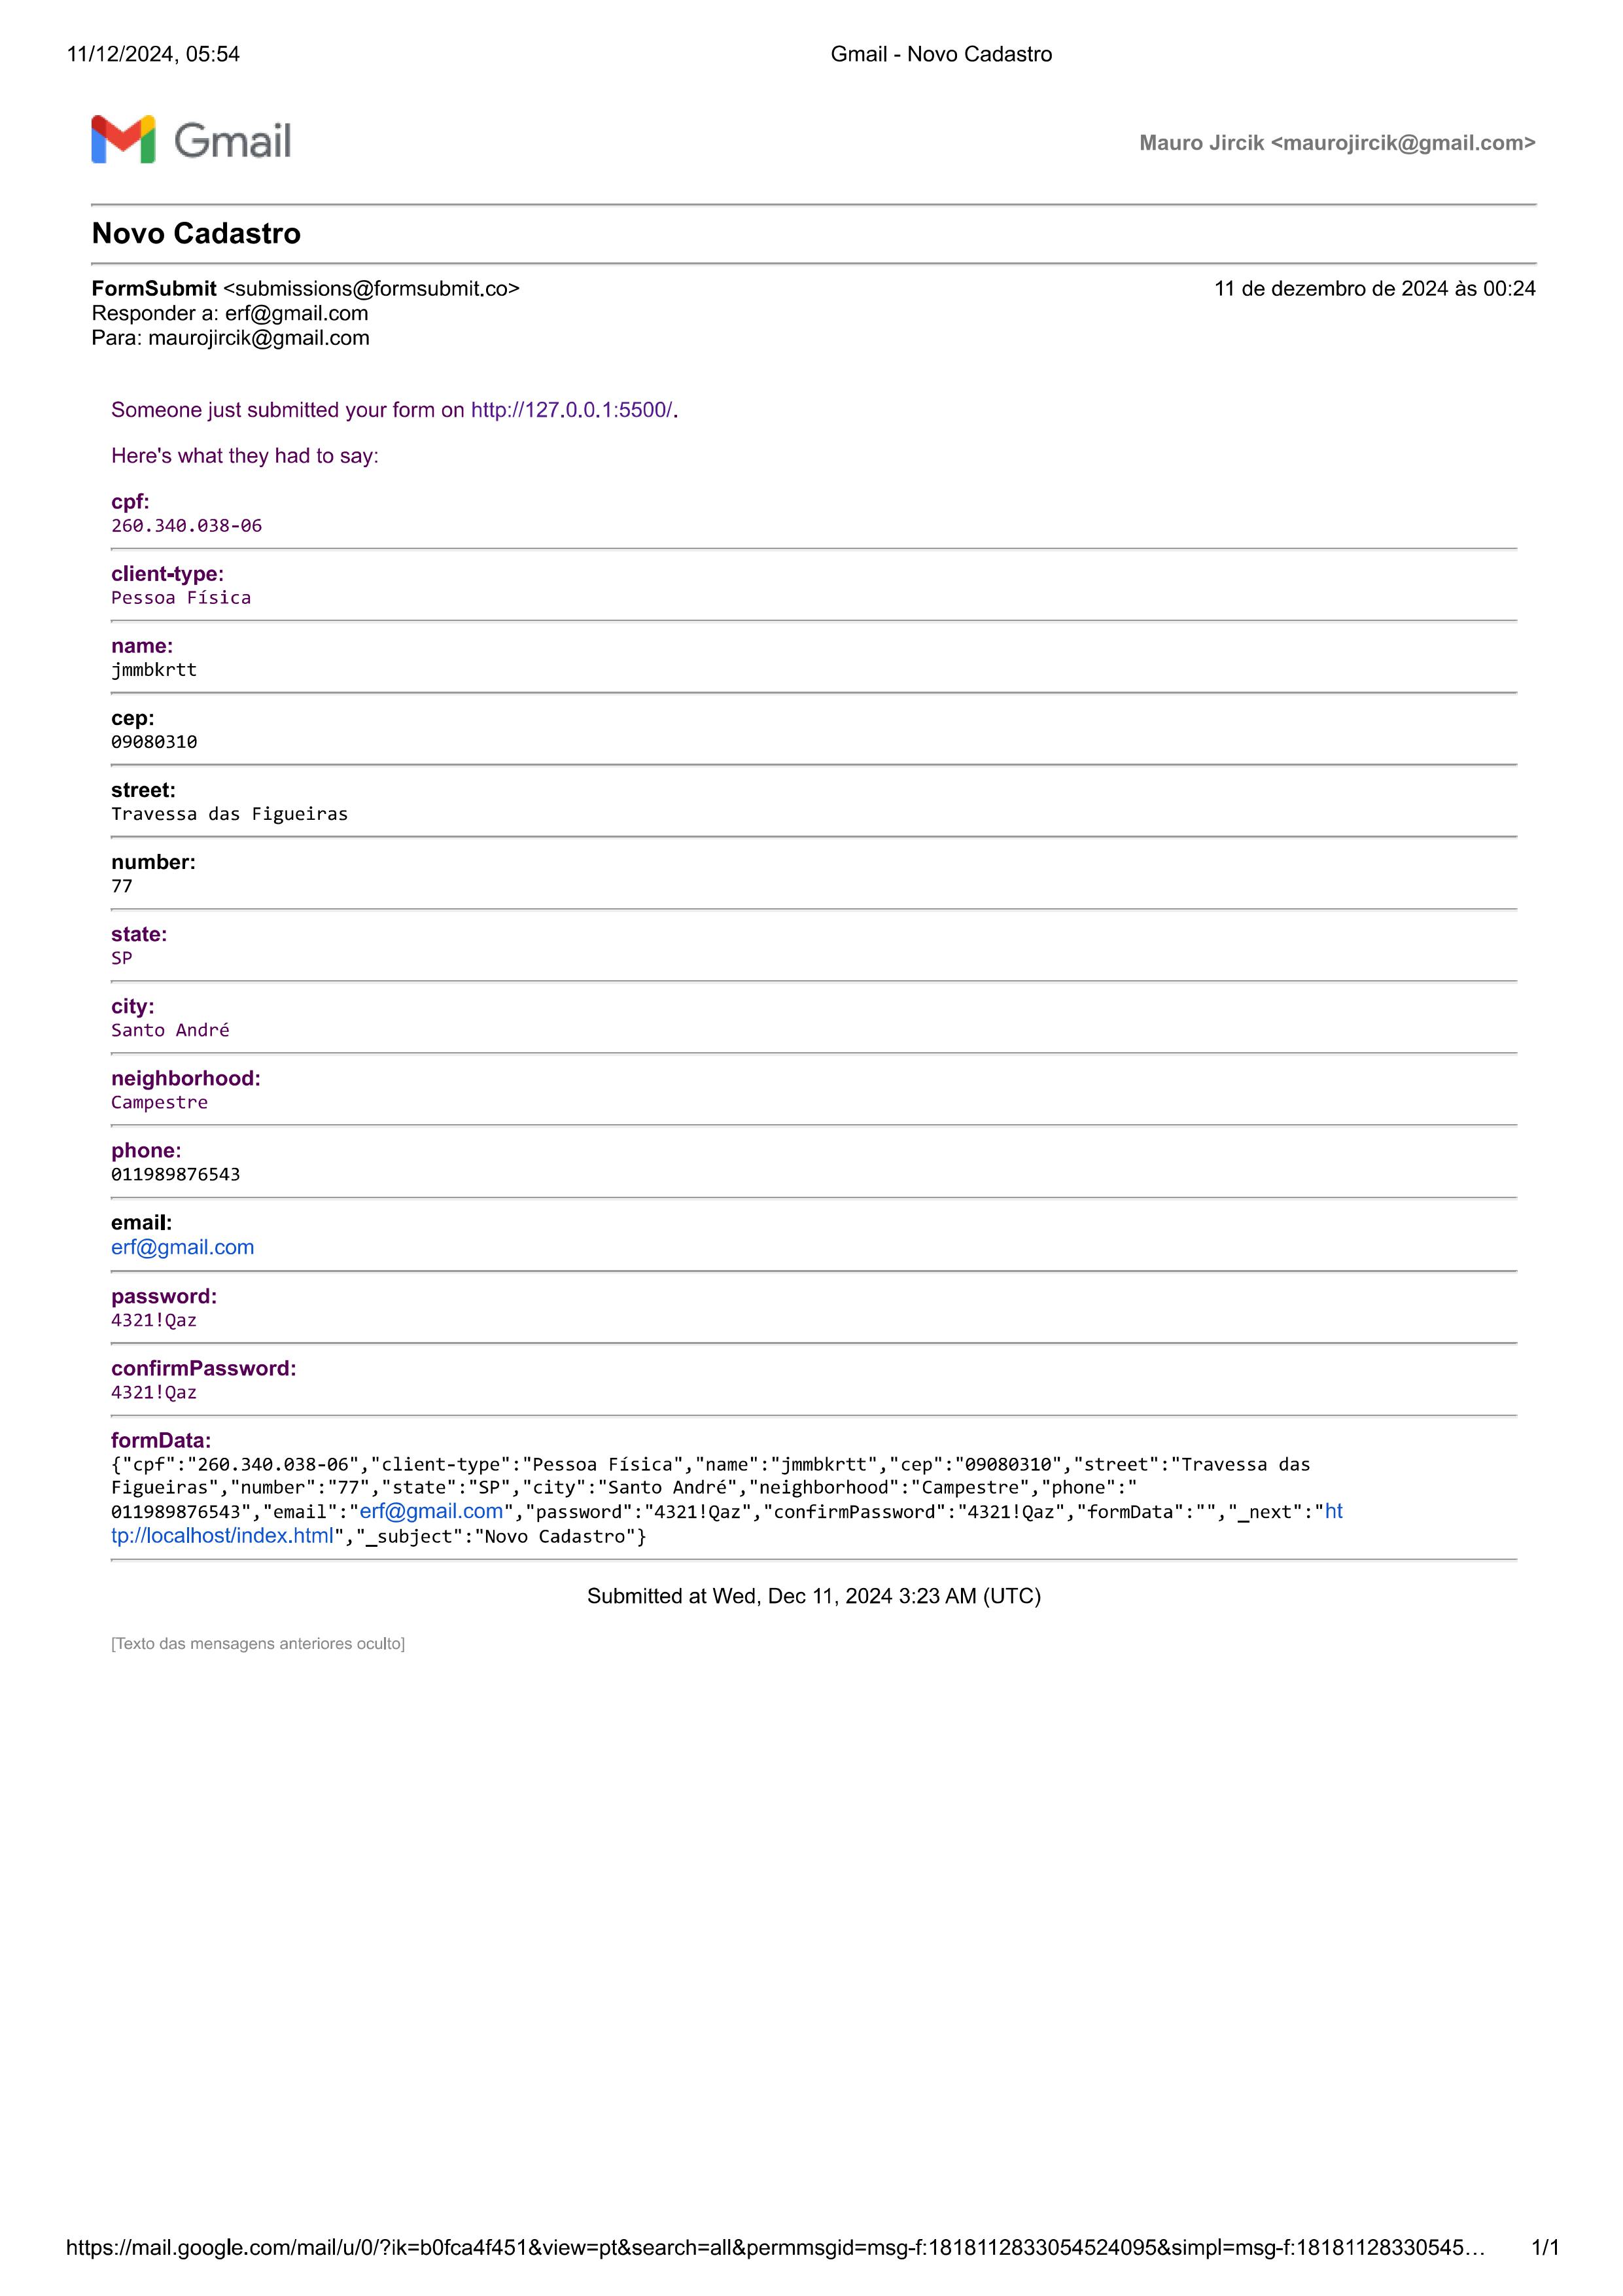 11/12/2024, 05:54
Gmail - Novo Cadastro
Gmail
Mauro Jircik <maurojircik@gmail.com>
Novo Cadastro
FormSubmit <submissions@formsubmit.co>
11 de dezembro de 2024 às 00:24
Responder a: erf@gmail.com
Para: maurojircik@gmail.com
Someone just submitted your form on http://127.0.0.1:5500/.
Here's what they had to say:
cpf:
260.340.038-06
client-type:
Pessoa Física
name:
jmmbkrtt
cep:
09080310
street:
Travessa das Figueiras
number:
77
state:
SP
city:
Santo André
neighborhood:
Campestre
phone:
011989876543
email:
erf@gmail.com
password:
4321!Qaz
confirmPassword:
4321!Qaz
formData:
{"cpf":"260.340.038-06","client-type":"Pessoa Física","name":"jmmbkrtt","cep":"09080310","street":"Travessa das
Figueiras","number":"77","state":"SP","city":"Santo André","neighborhood":"Campestre","phone":"
011989876543","email":"erf@gmail.com","password":"4321!Qaz","confirmPassword":"4321!Qaz","formData":"","_next":"ht
tp://localhost/index.html","_subject":"Novo Cadastro"}
Submitted at Wed, Dec 11, 2024 3:23 AM (UTC)
[Texto das mensagens anteriores oculto]
https://mail.google.com/mail/u/0/?ik=b0fca4f451&view=pt&search=all&permmsgid=msg-f:1818112833054524095&simpl=msg-f:18181128330545…
1/1